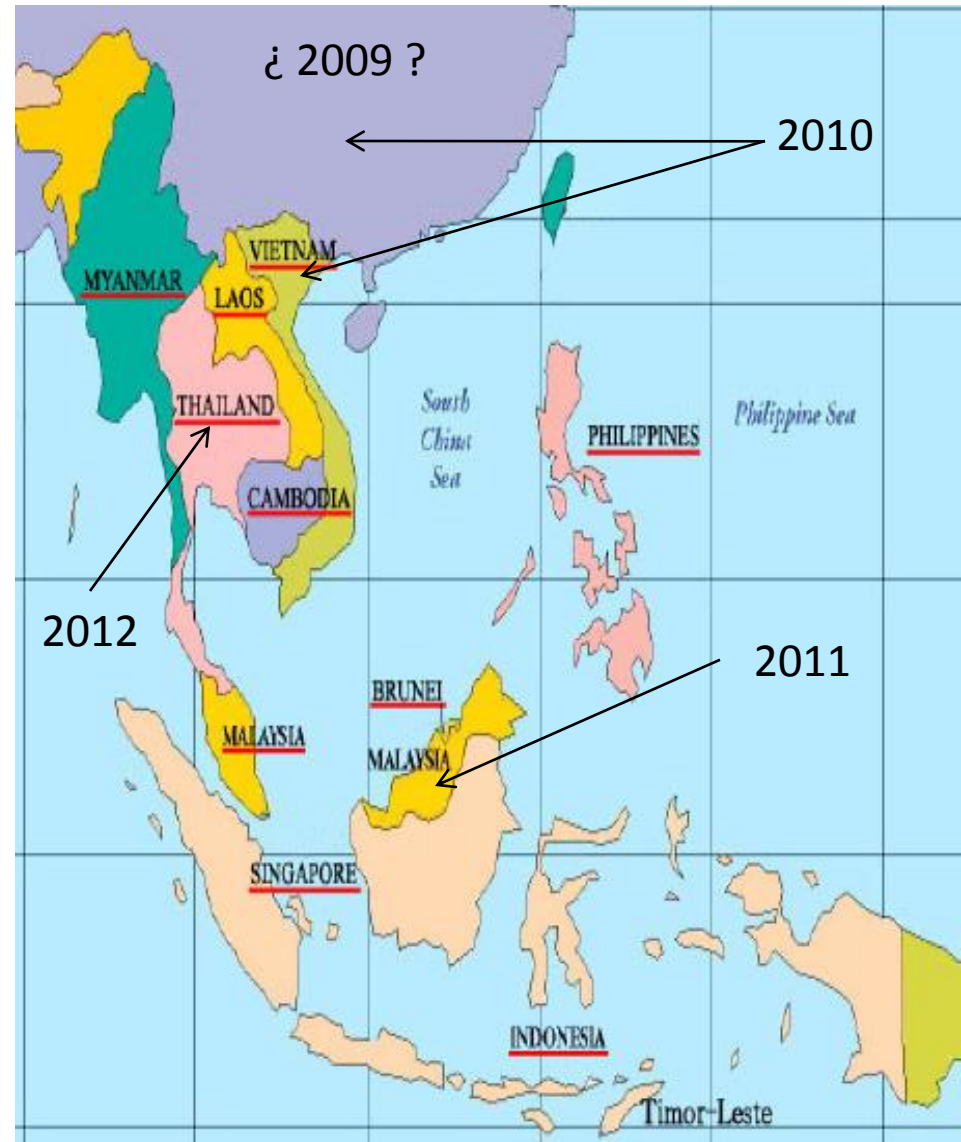 ¿ 2009 ?
2010
VIETNAM
MYANMAR
LAOS
THAILAND
South
China
Sea
PHILIPPINES
Philippine Sea
CAMBODIA
2012
2011
BRUNEI
MALAYSIA
MALAYSIA
SINGAPORE
INDONESIA
Timor-Leste